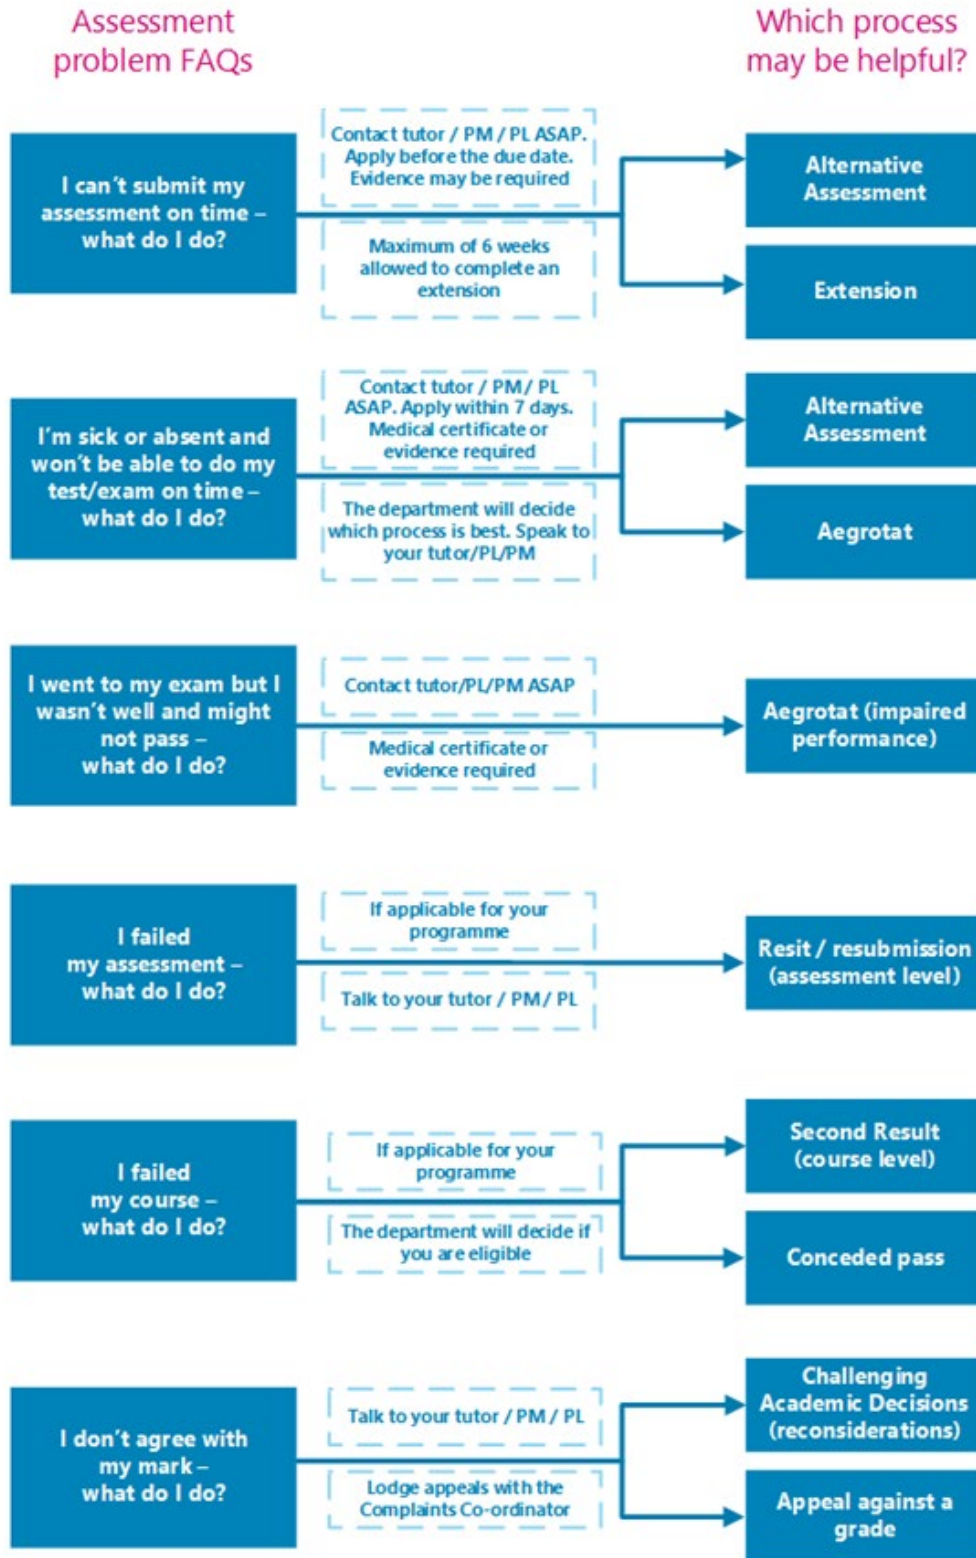 Assessment
problem FAQs
Which process
may be helpful?
I can't submit my
assessment on time –
what do I do?
Contact tutor / PM / PL ASAP.
Apply before the due date.
Evidence may be required
Maximum of 6 weeks
allowed to complete an
extension
Alternative
Assessment
Extension
I'm sick or absent and
won't be able to do my
test/exam on time –
what do I do?
Contact tutor / PM/ PL
ASAP. Apply within 7 days.
Medical certificate or
evidence required
The department will decide
which process is best. Speak to
your tutor/PL/PM
Alternative
Assessment
Aegrotat
I went to my exam but I
wasn't well and might
not pass –
what do I do?
Contact tutor/PL/PM ASAP
Medical certificate or
evidence required
Aegrotat (impaired
performance)
I failed
my assessment –
what do I do?
If applicable for your
programme
Talk to your tutor / PM/ PL
Resit / resubmission
(assessment level)
I failed
my course –
what do I do?
If applicable for your
programme
The department will decide if
you are eligible
Second Result
(course level)
Conceded pass
I don't agree with
my mark –
what do I do?
Talk to your tutor / PM / PL
Lodge appeals with the
Complaints Co-ordinator
Challenging
Academic Decisions
(reconsiderations)
Appeal against a
grade